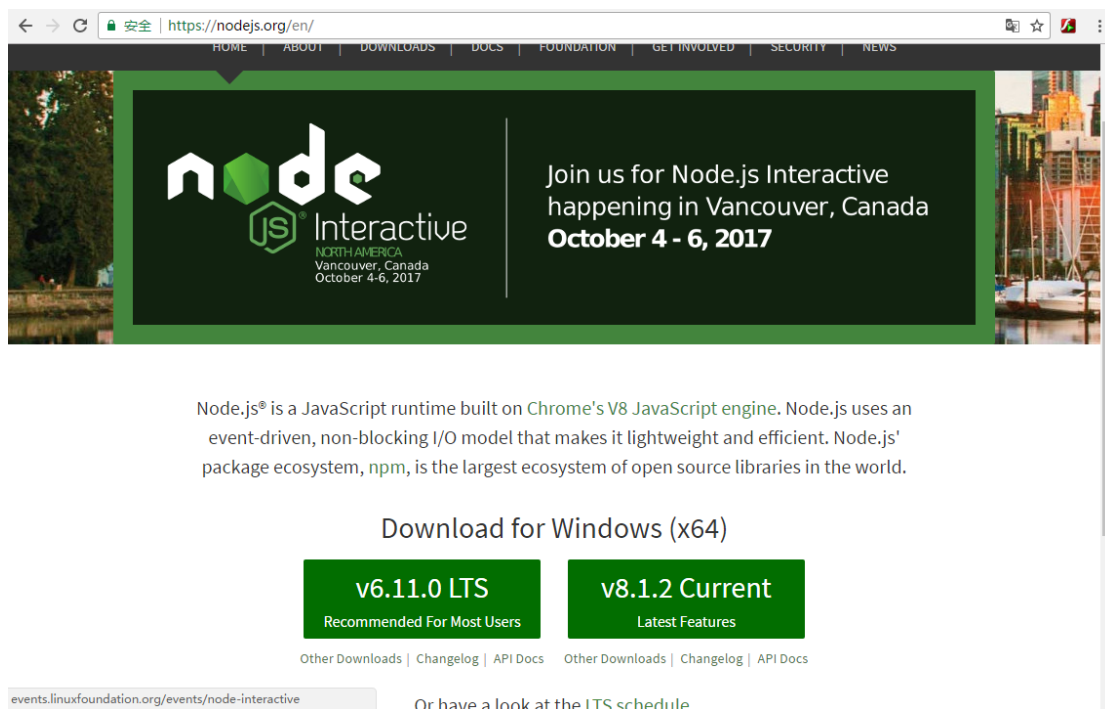 安全 https://nodejs.org/en/
HOME | ABOUT | DOWNLOADS | DOCS | FOUNDATION | GET INVOLVED | SECURITY | NEWS
node
JS® Interactive
NORTH AMERICA
Vancouver, Canada
October 4-6, 2017
Join us for Node.js Interactive
happening in Vancouver, Canada
October 4 - 6, 2017
Node.js® is a JavaScript runtime built on Chrome's V8 JavaScript engine. Node.js uses an
event-driven, non-blocking I/O model that makes it lightweight and efficient. Node.js'
package ecosystem, npm, is the largest ecosystem of open source libraries in the world.
Download for Windows (x64)
v6.11.0 LTS
Recommended For Most Users
v8.1.2 Current
Latest Features
Other Downloads | Changelog | API Docs
Other Downloads | Changelog | API Docs
Or have a look at the LTS schedule
events.linuxfoundation.org/events/node-interactive